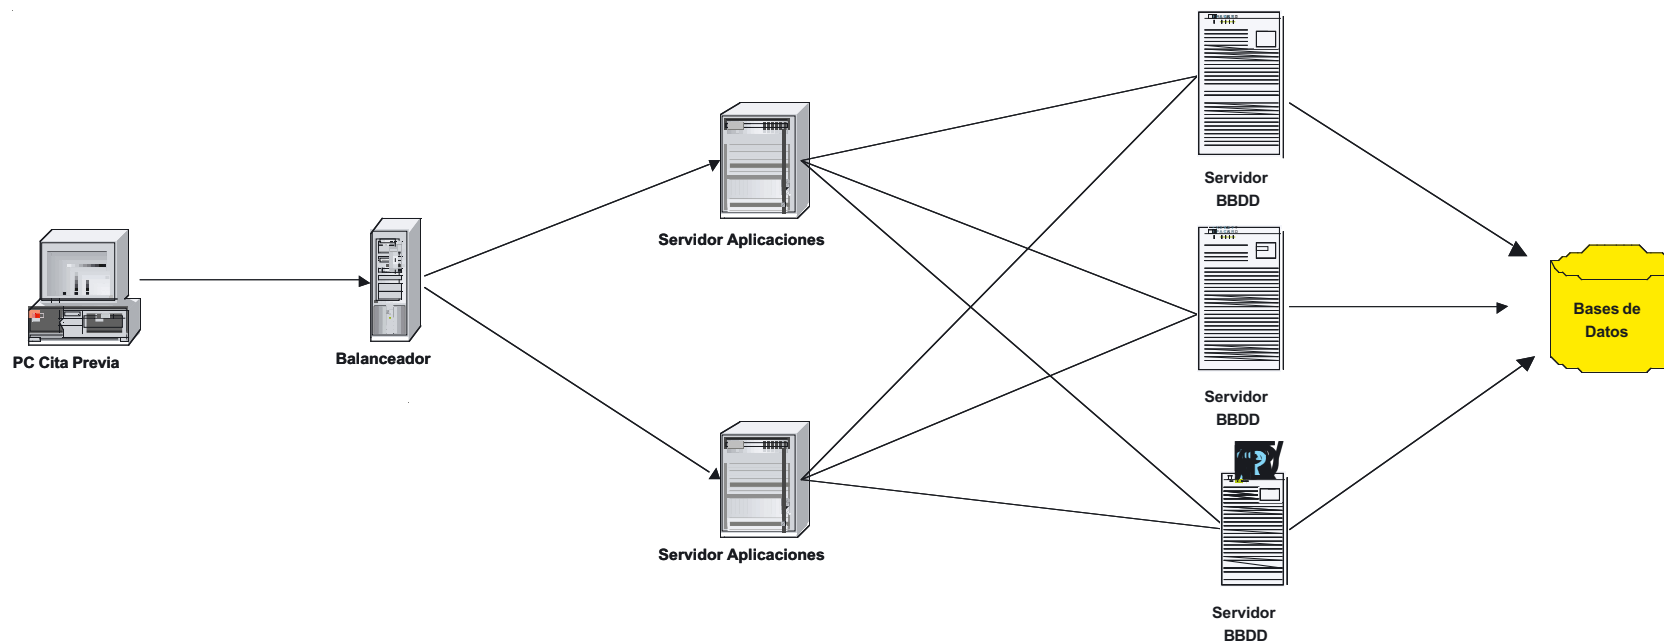 Servidor
BBDD
Servidor Aplicaciones
PC Cita Previa
Balanceador
Bases de
Datos
Servidor
BBDD
Servidor Aplicaciones
Servidor
BBDD